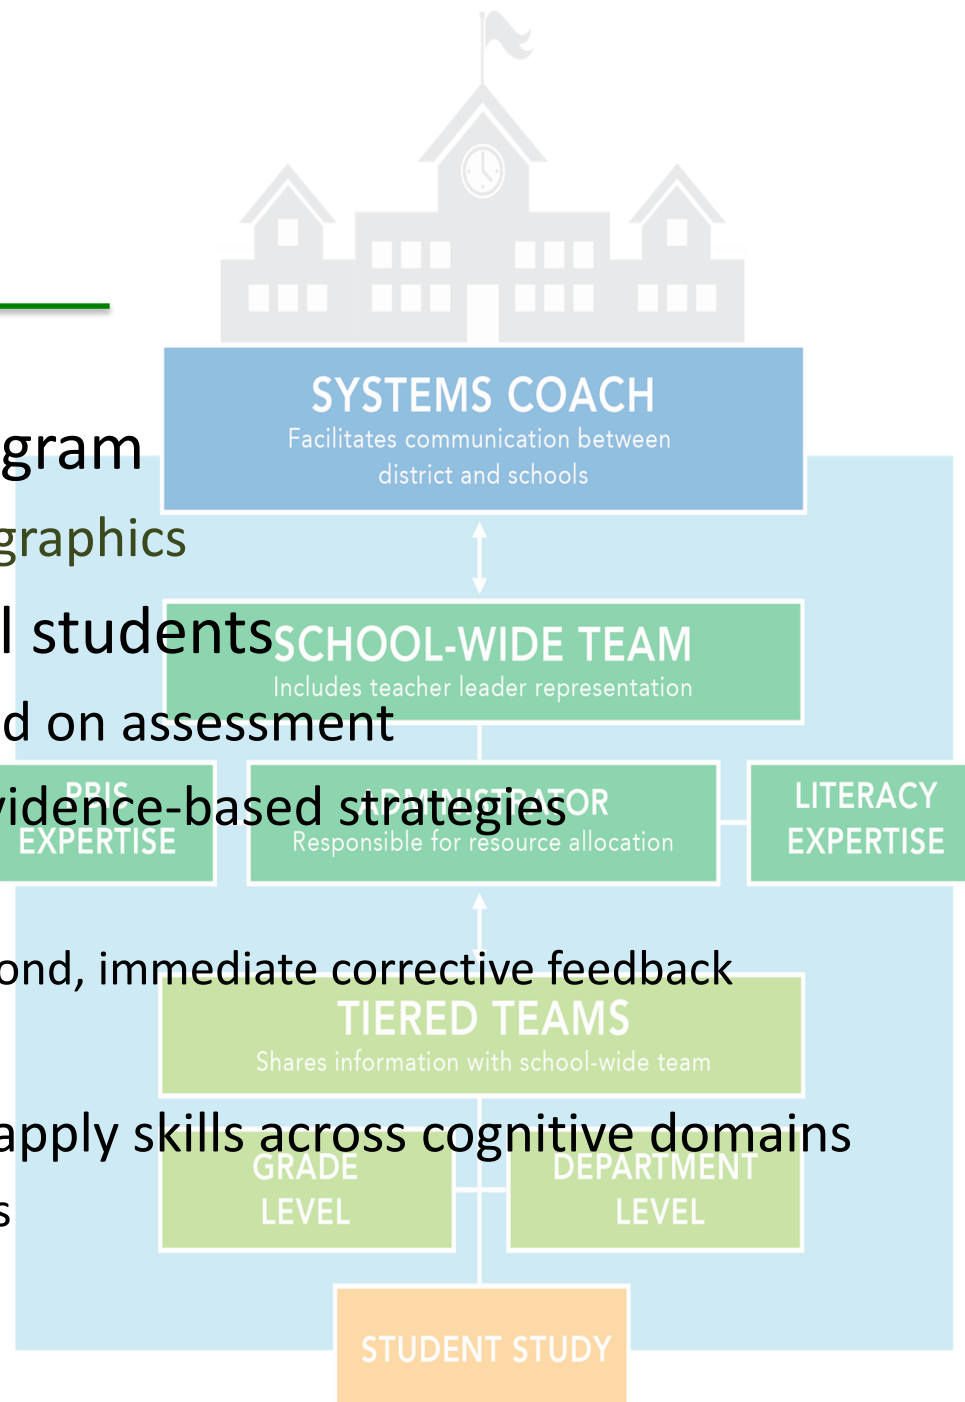 SYSTEMS COACH
Facilitates communication between
gram
district and schools
graphics
l students
SCHOOL-WIDE TEAM
Includes teacher leader representation
d on assessment
PBIS
EXPERTISE
vidence-based strategies
ADMINISTRATOR
Responsible for resource allocation
LITERACY
EXPERTISE
ond, immediate corrective feedback
TIERED TEAMS
Shares information with school-wide team
apply skills across cognitive domains
GRADE
LEVEL
DEPARTMENT
LEVEL
s
STUDENT STUDY